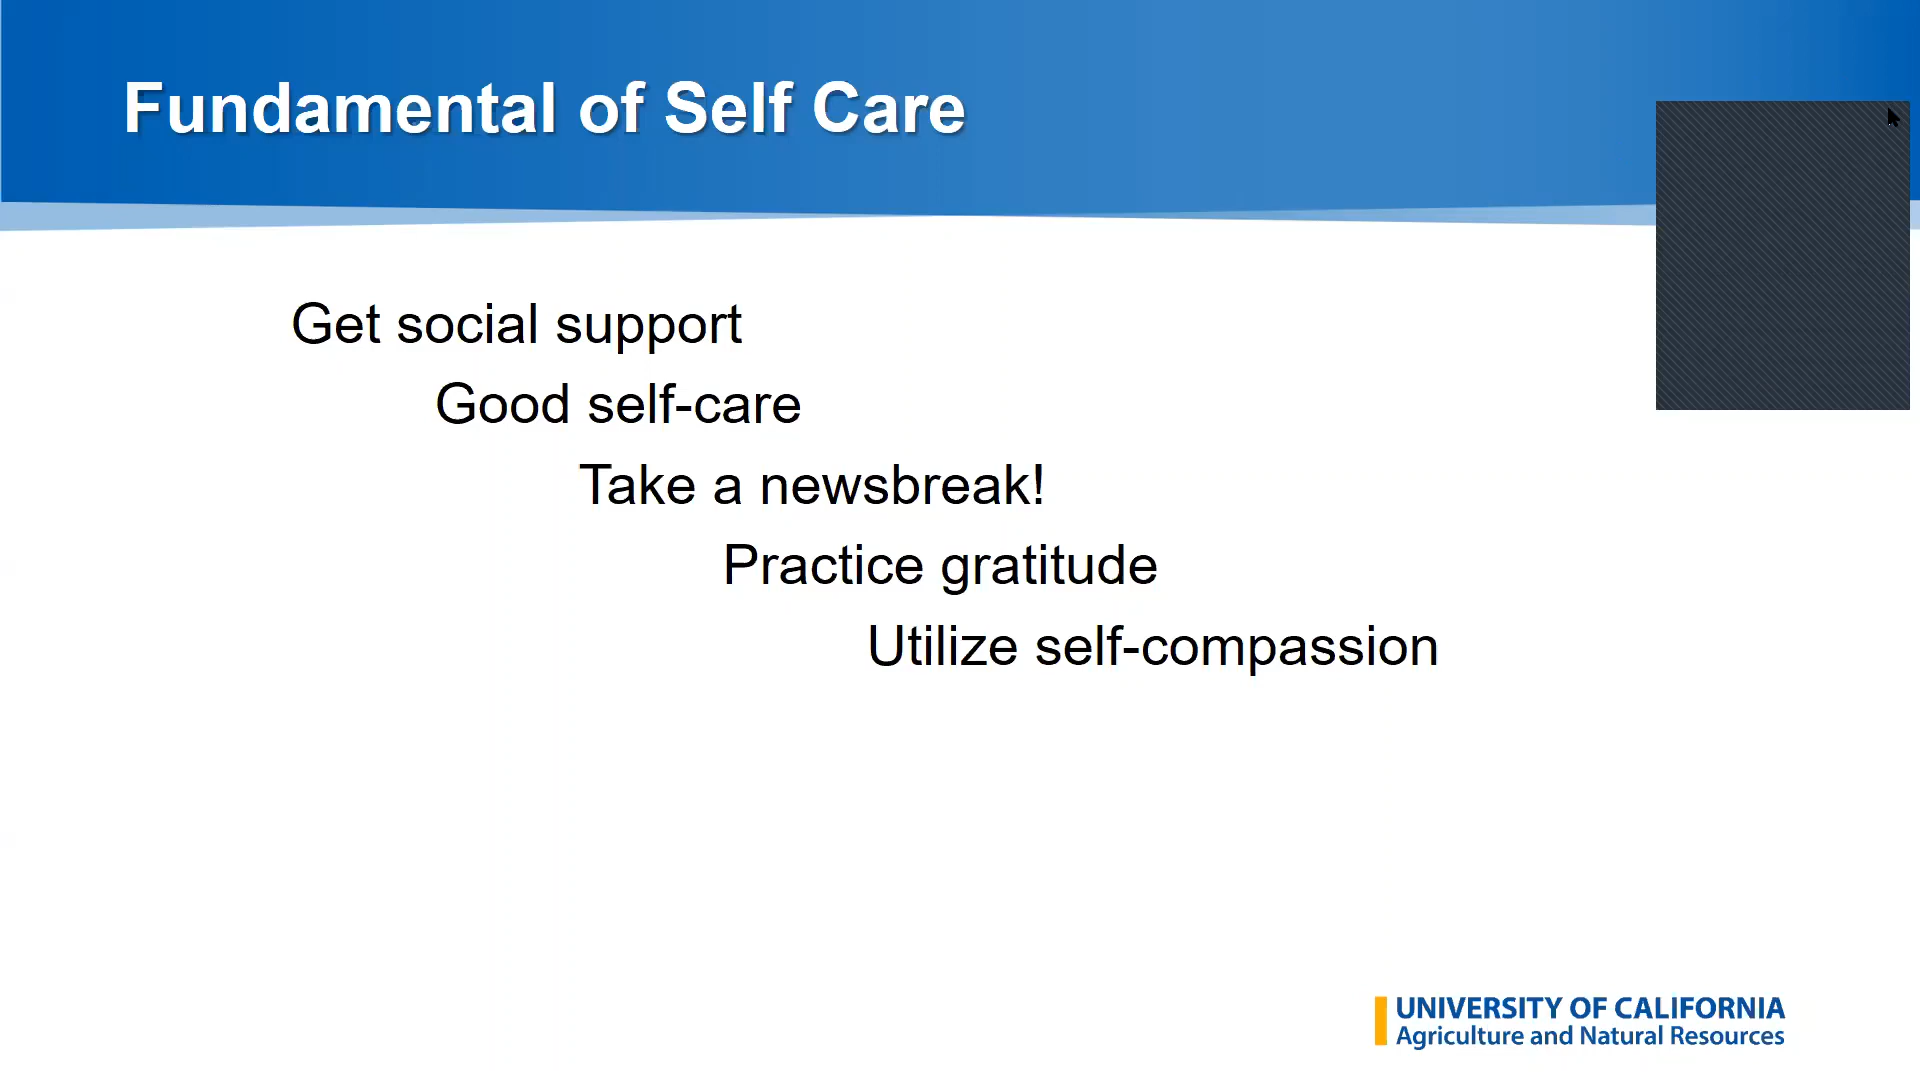 Fundamental of Self Care
Get social support
Good self-care
Take a newsbreak!
Practice gratitude
Utilize self-compassion
UNIVERSITY OF CALIFORNIA
Agriculture and Natural Resources